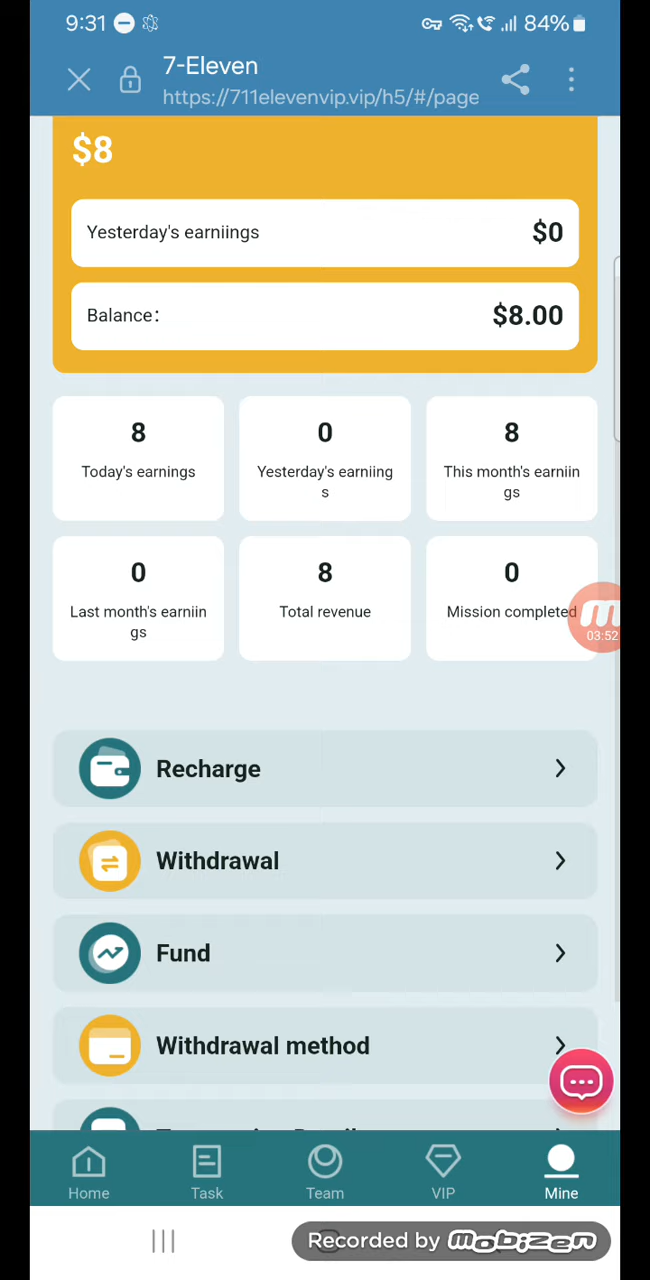 9:31
84%
7-Eleven
https://711elevenvip.vip/h5/#/page
$8
Yesterday's earniings
$0
Balance:
$8.00
8
0
8
Today's earnings
Yesterday's earniing
s
This month's earniin
gs
0
8
0
Last month's earniin
gs
Total revenue
Mission completed
03:52
Recharge
Withdrawal
Fund
Withdrawal method
Home
Task
Team
VIP
Mine
Recorded by mobizen